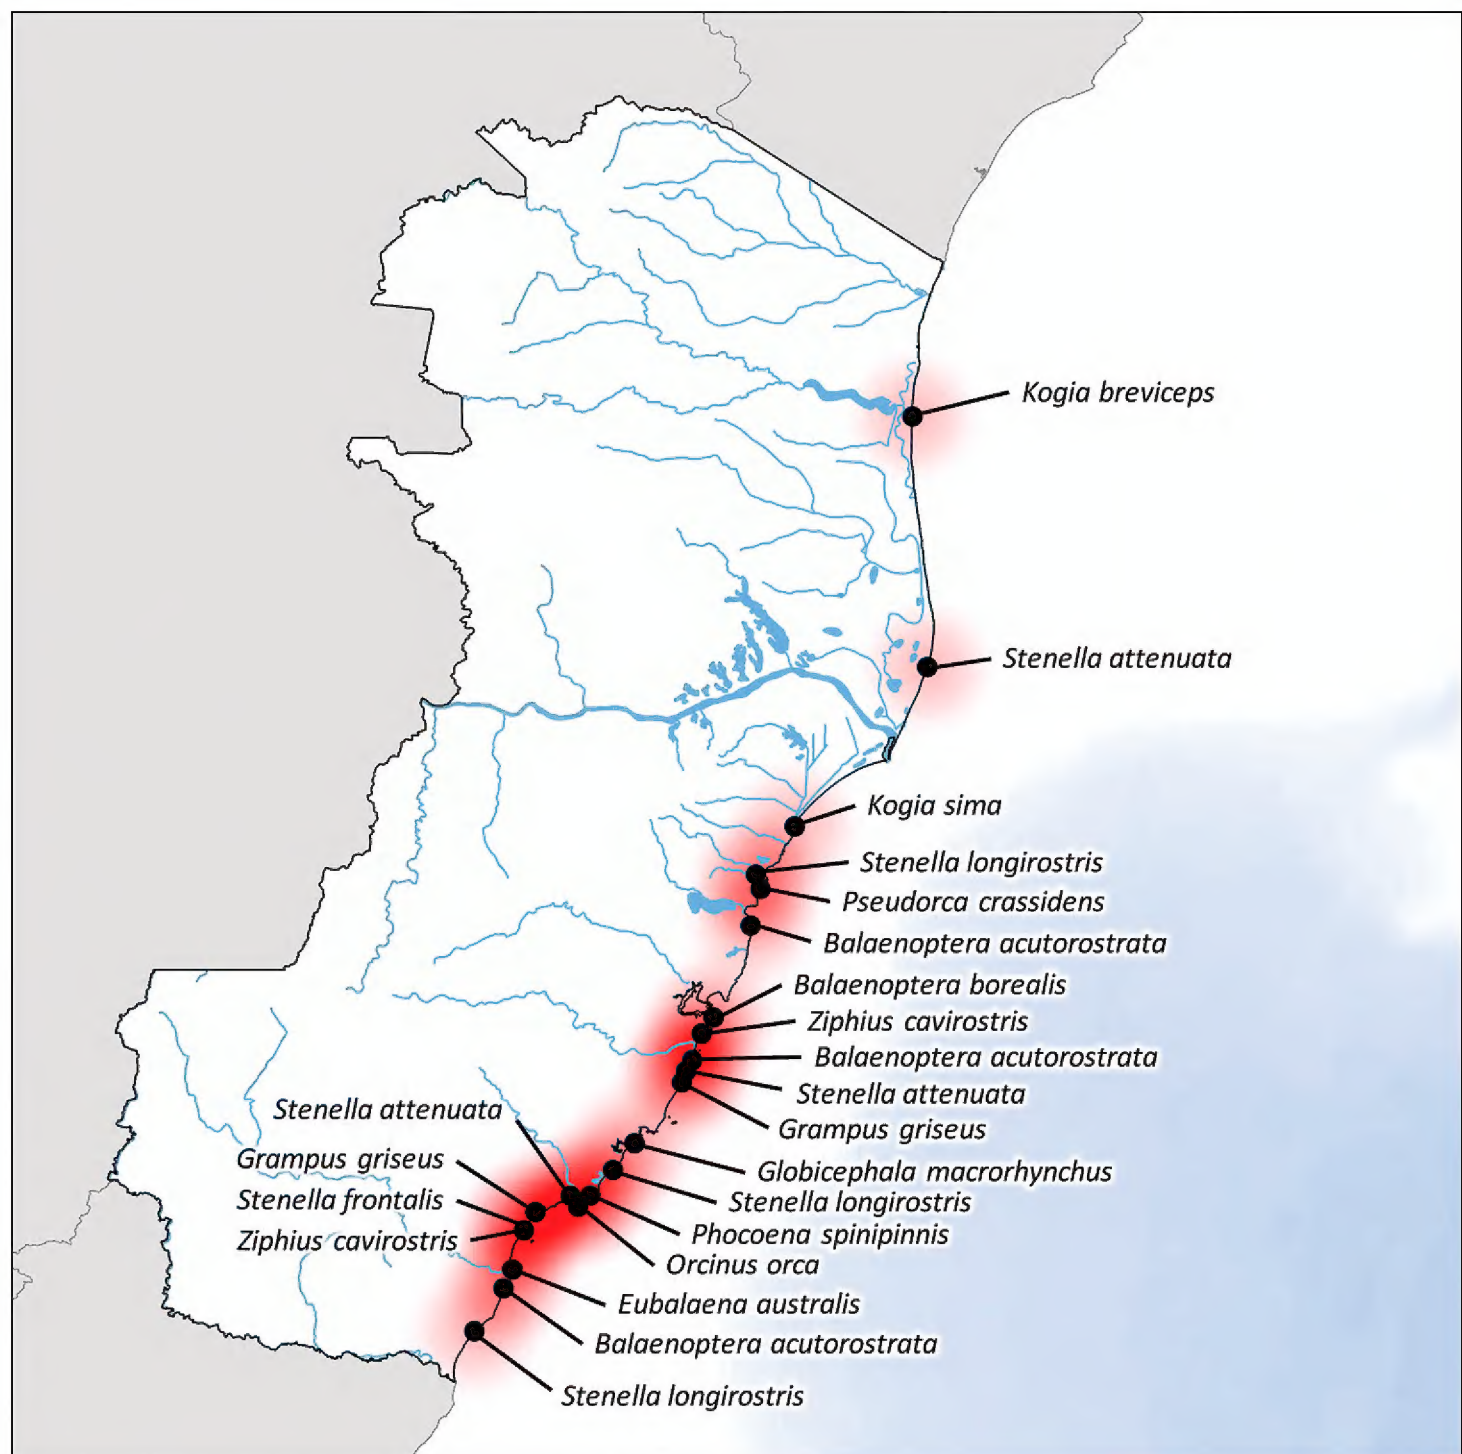 Kogia breviceps
Stenella attenuata
Kogia sima
Stenella longirostris
Pseudorca crassidens
Balaenoptera acutorostrata
Balaenoptera borealis
Ziphius cavirostris
Balaenoptera acutorostrata
Stenella attenuata
Grampus griseus
Globicephala macrorhynchus
Stenella longirostris
Phocoena spinipinnis
Orcinus orca
Eubalaena australis
Balaenoptera acutorostrata
Stenella longirostris
Stenella attenuata
Grampus griseus
Stenella frontalis
Ziphius cavirostris